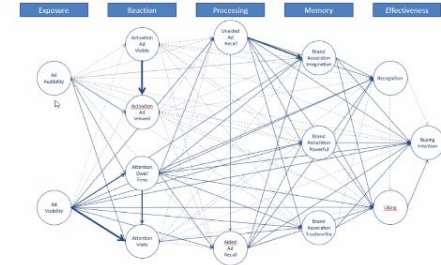 Exposure
Reaction
Processing
Memory
Effectiveness
Activation
Ad
Visible
Unaided
Ad
Recall
Brand
Association
Imaginative
Ad
Audibility
Recognition
Activation
Ad
Viewed
Brand
Association
Powerful
Buying
Intention
Attention
Dwell
Time
Ad
Visibility
Liking
Brand
Association
Trustworthy
Attention
Visits
Aided
Ad
Recall